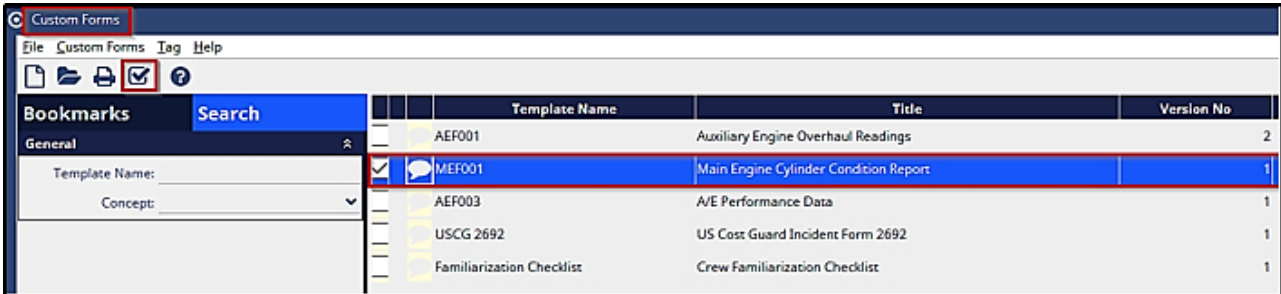 Custom Forms
File Custom Forms Tag Help
Bookmarks Search
General
Template Name:
Concept:
Template Name Title Version No
AEF001 Auxiliary Engine Overhaul Readings 2
MEF001 Main Engine Cylinder Condition Report 1
AEF003 A/E Performance Data 1
USCG 2692 US Cost Guard Incident Form 2692 1
Familiarization Checklist Crew Familiarization Checklist 1